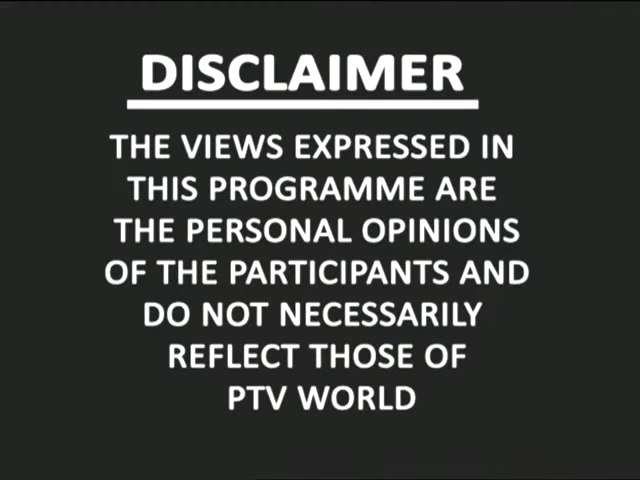 DISCLAIMER
THE VIEWS EXPRESSED IN
THIS PROGRAMME ARE
THE PERSONAL OPINIONS
OF THE PARTICIPANTS AND
DO NOT NECESSARILY
REFLECT THOSE OF
PTV WORLD